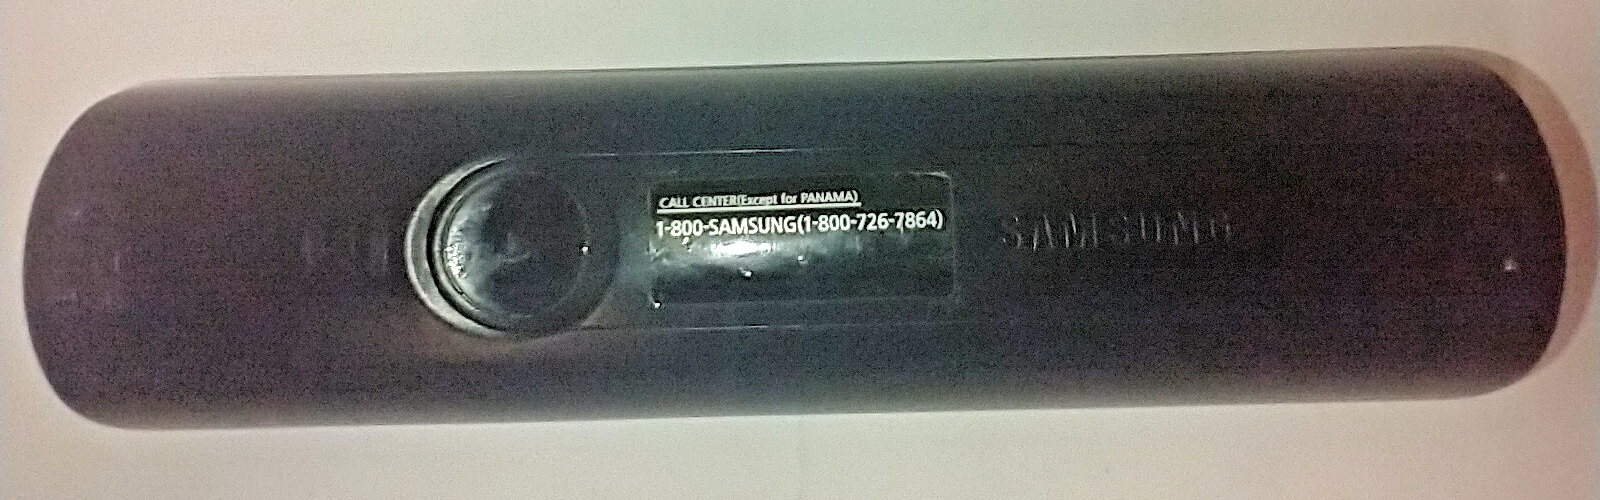 CALL CENTER(Except for PANAMA)
1-800-SAMSUNG(1-800-726-7864)
SAMSUNG